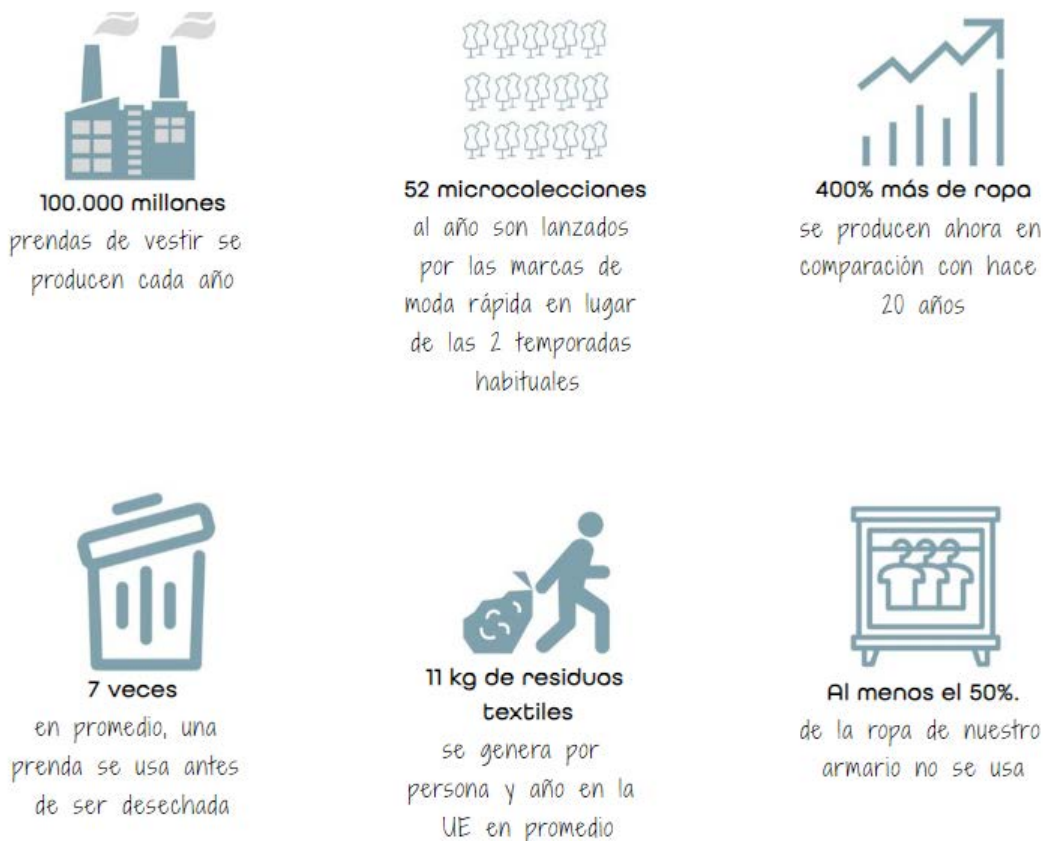 100.000 millones
prendas de vestir se
producen cada año
52 microcolecciones
al año son lanzados
por las marcas de
moda rápida en lugar
de las 2 temporadas
habituales
400% más de ropa
se producen ahora en
comparación con hace
20 años
7 veces
en promedio, una
prenda se usa antes
de ser desechada
11 kg de residuos
textiles
se genera por
persona y año en la
UE en promedio
Al menos el 50%.
de la ropa de nuestro
armario no se usa